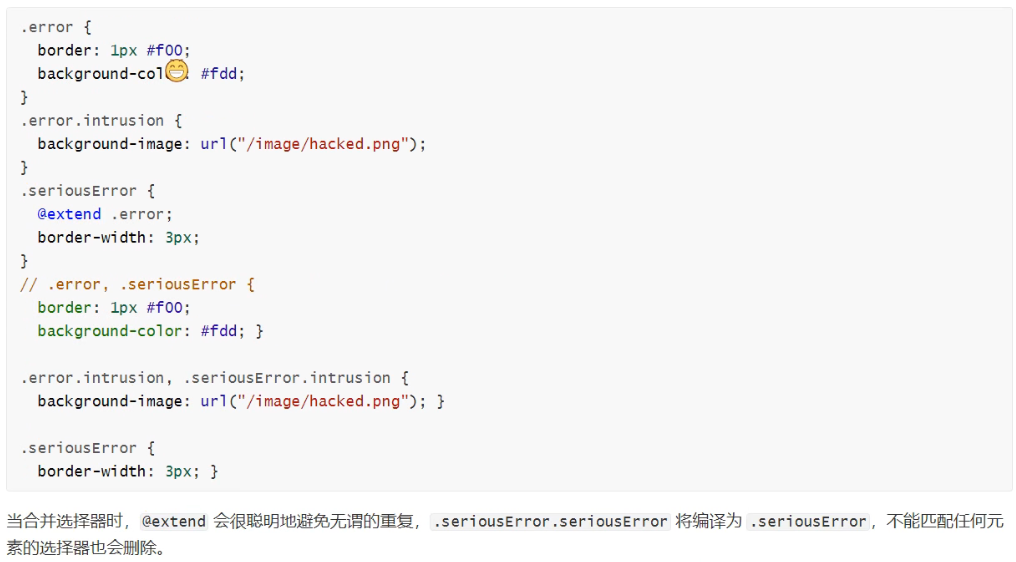 .error {
  border: 1px #f00;
  background-col : #fdd;
}
.error.intrusion {
  background-image: url("/image/hacked.png");
}
.seriousError {
  @extend .error;
  border-width: 3px;
}
// .error, .seriousError {
  border: 1px #f00;
  background-color: #fdd; }

.error.intrusion, .seriousError.intrusion {
  background-image: url("/image/hacked.png"); }

.seriousError {
  border-width: 3px; }
当合并选择器时，@extend 会很聪明地避免无谓的重复，.seriousError.seriousError 将编译为 .seriousError，不能匹配任何元
素的选择器也会删除。